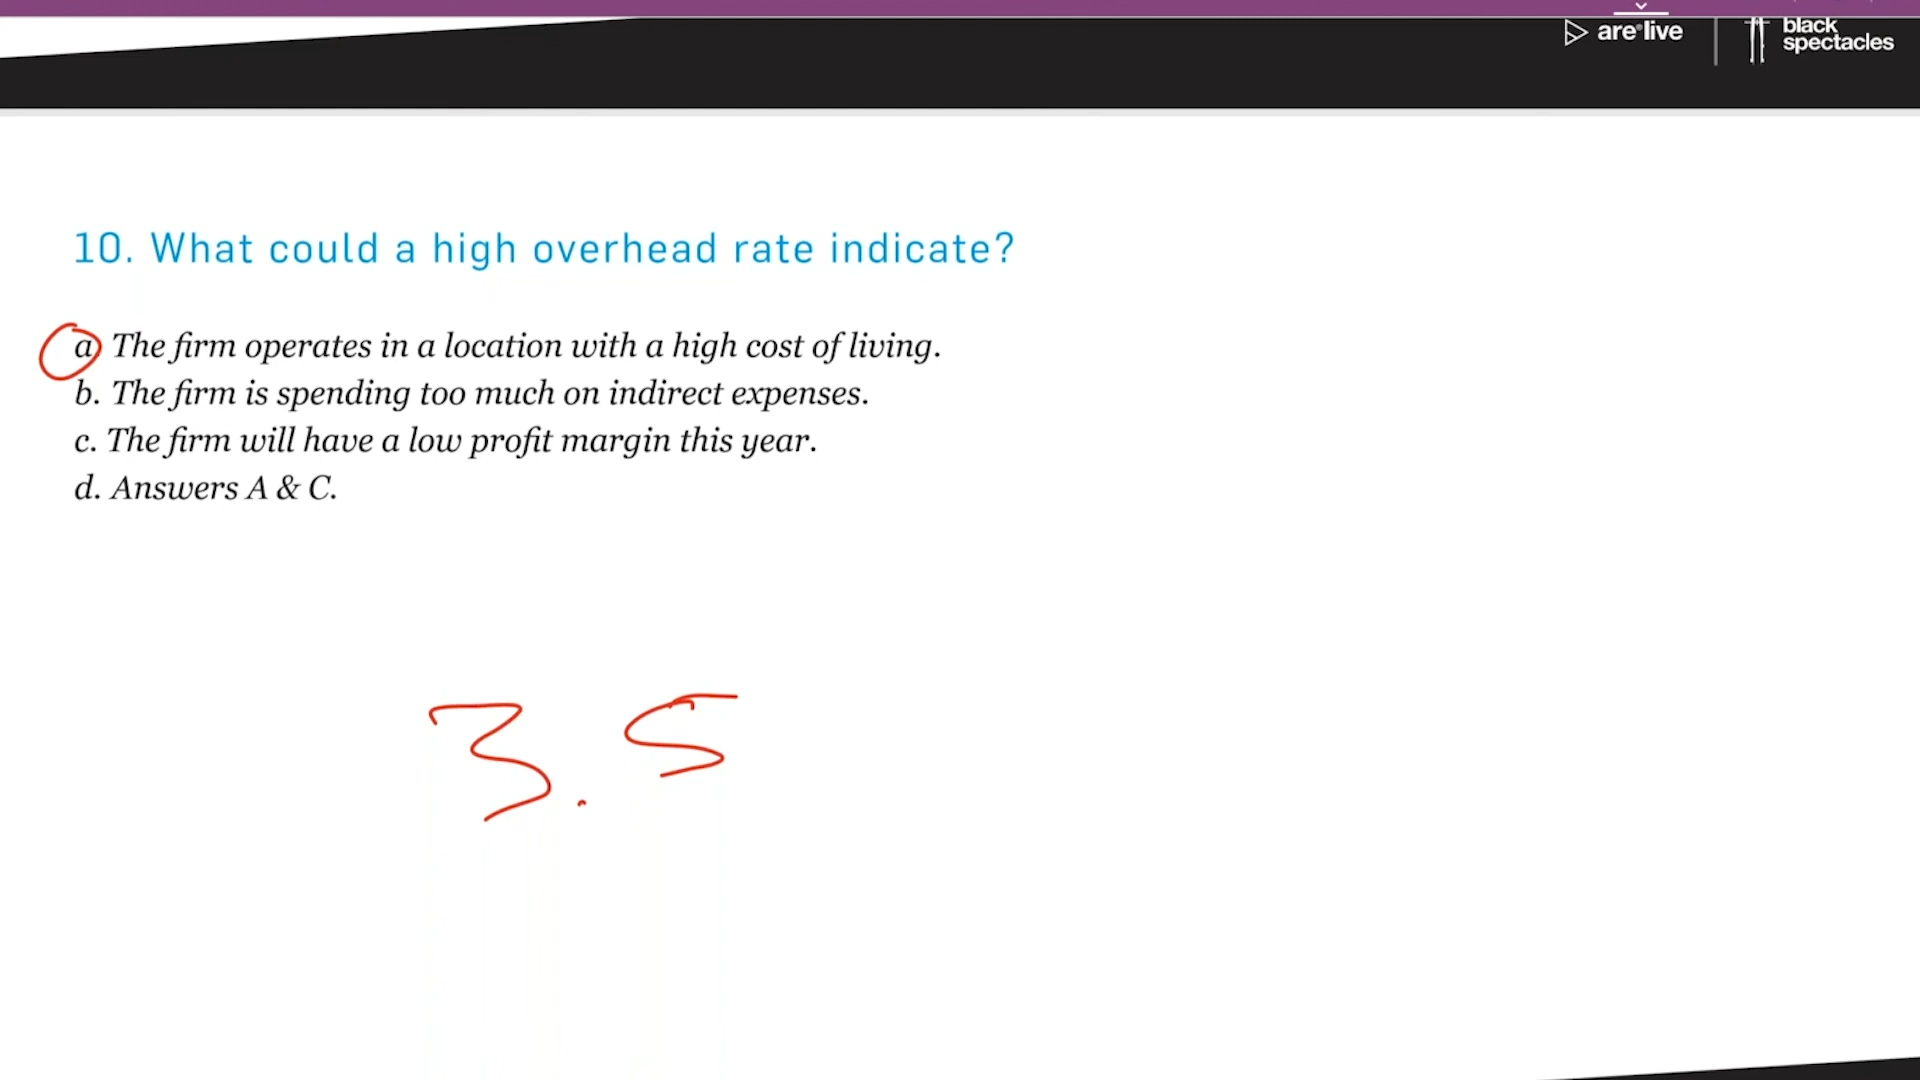 are live
black
spectacles
10. What could a high overhead rate indicate?
a. The firm operates in a location with a high cost of living.
b. The firm is spending too much on indirect expenses.
c. The firm will have a low profit margin this year.
d. Answers A & C.
3.5